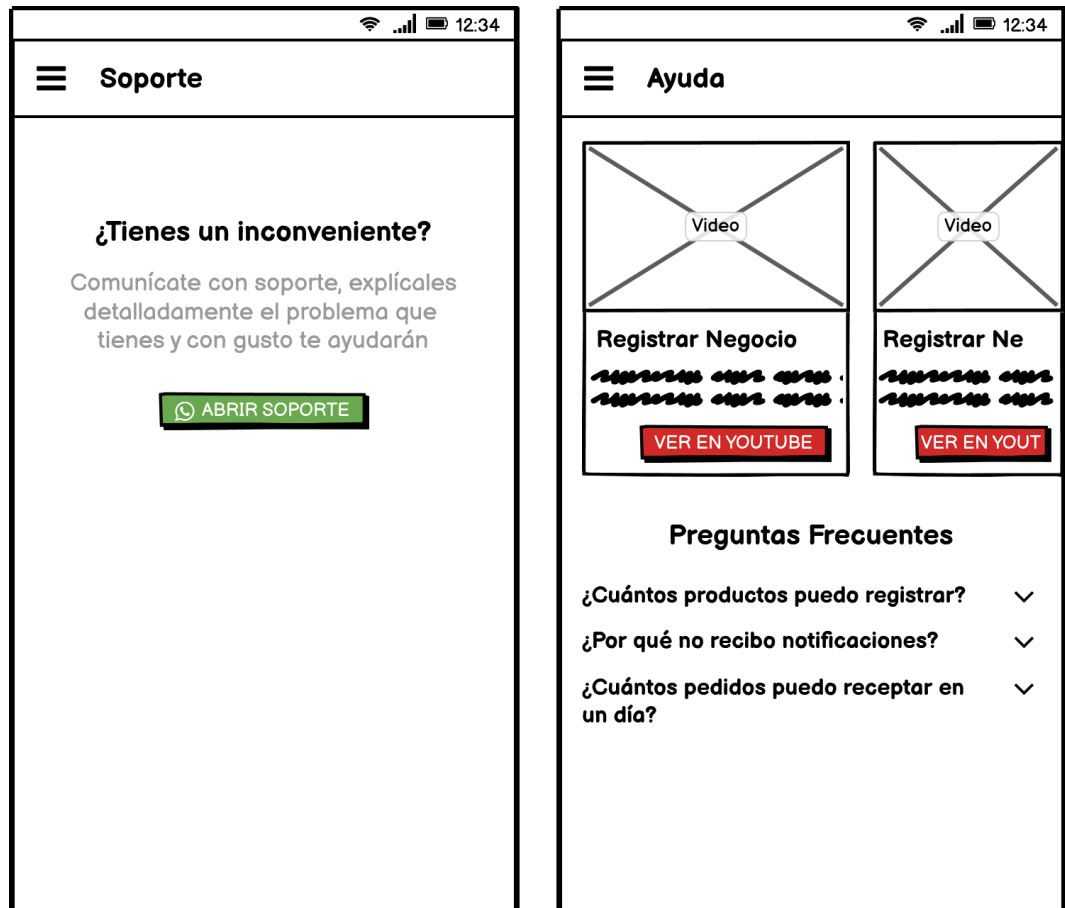 12:34
Soporte
¿Tienes un inconveniente?
Comunícate con soporte, explícales
detalladamente el problema que
tienes y con gusto te ayudarán
ABRIR SOPORTE
12:34
Ayuda
Video
Video
Registrar Negocio
Registrar Ne
VER EN YOUTUBE
VER EN YOUT
Preguntas Frecuentes
¿Cuántos productos puedo registrar?
¿Por qué no recibo notificaciones?
¿Cuántos pedidos puedo receptar en
un día?